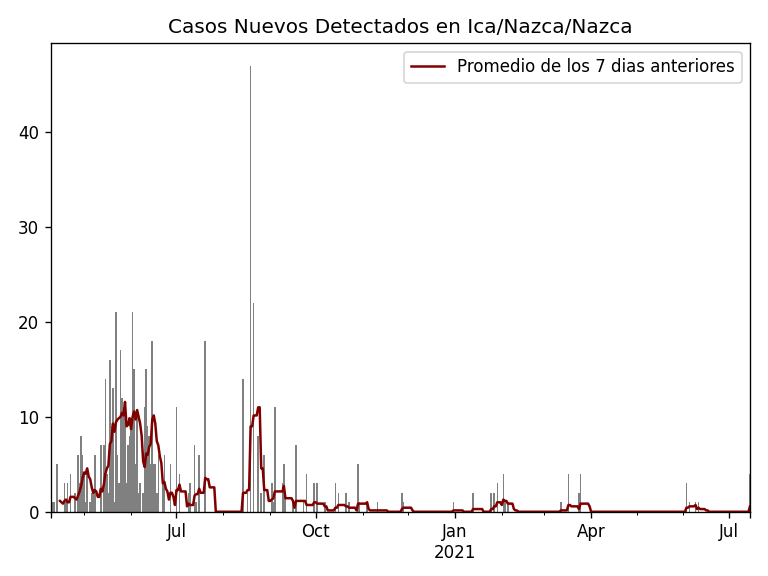 Casos Nuevos Detectados en Ica/Nazca/Nazca
Promedio de los 7 dias anteriores
40
30
20
10
0
Jul
Oct
Jan
2021
Apr
Jul